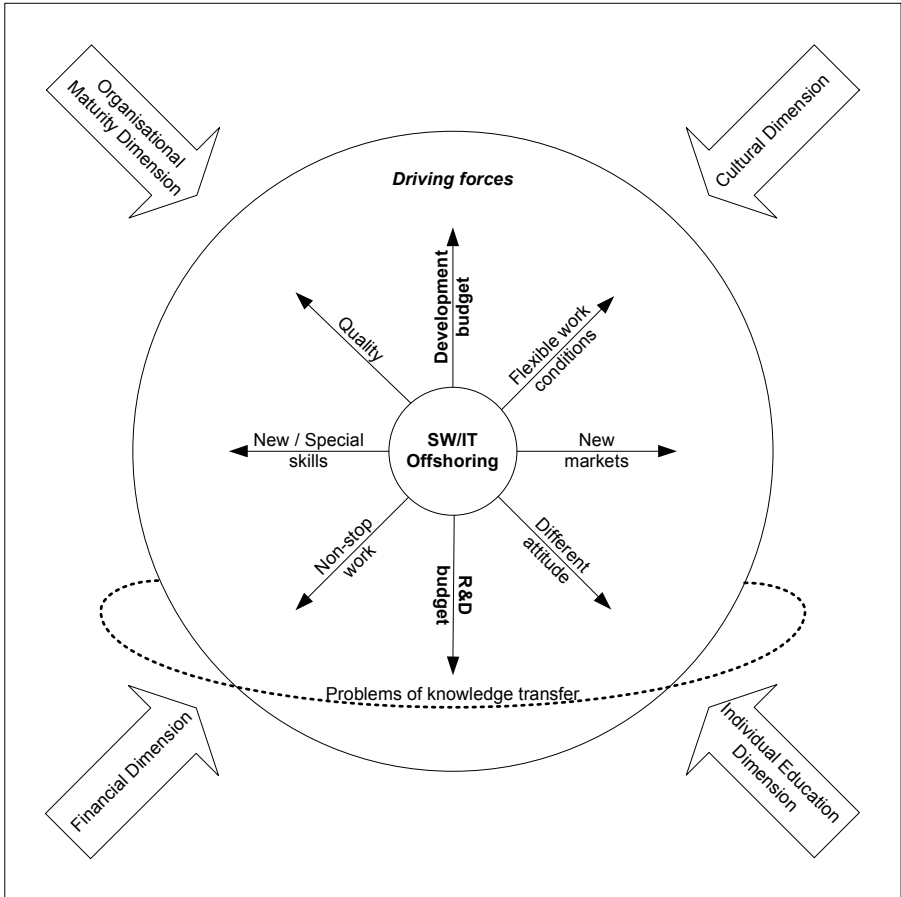 Organisational
Maturity Dimension
Cultural Dimension
Driving forces
Development
budget
Quality
Flexible work
conditions
SW/IT
Offshoring
New / Special
skills
New
markets
Non-stop
work
R&D
budget
Different
attitude
Problems of knowledge transfer
Financial Dimension
Individual Education
Dimension